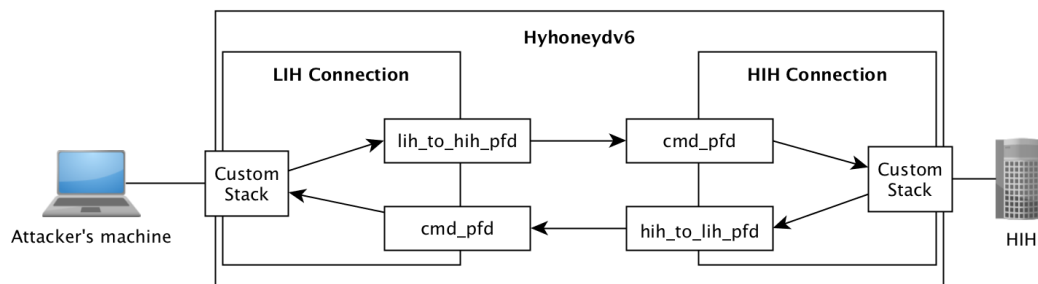 Hyhoneydv6
LIH Connection
HIH Connection
lih_to_hih_pfd
cmd_pfd
Custom
Stack
Custom
Stack
cmd_pfd
hih_to_lih_pfd
Attacker's machine
HIH